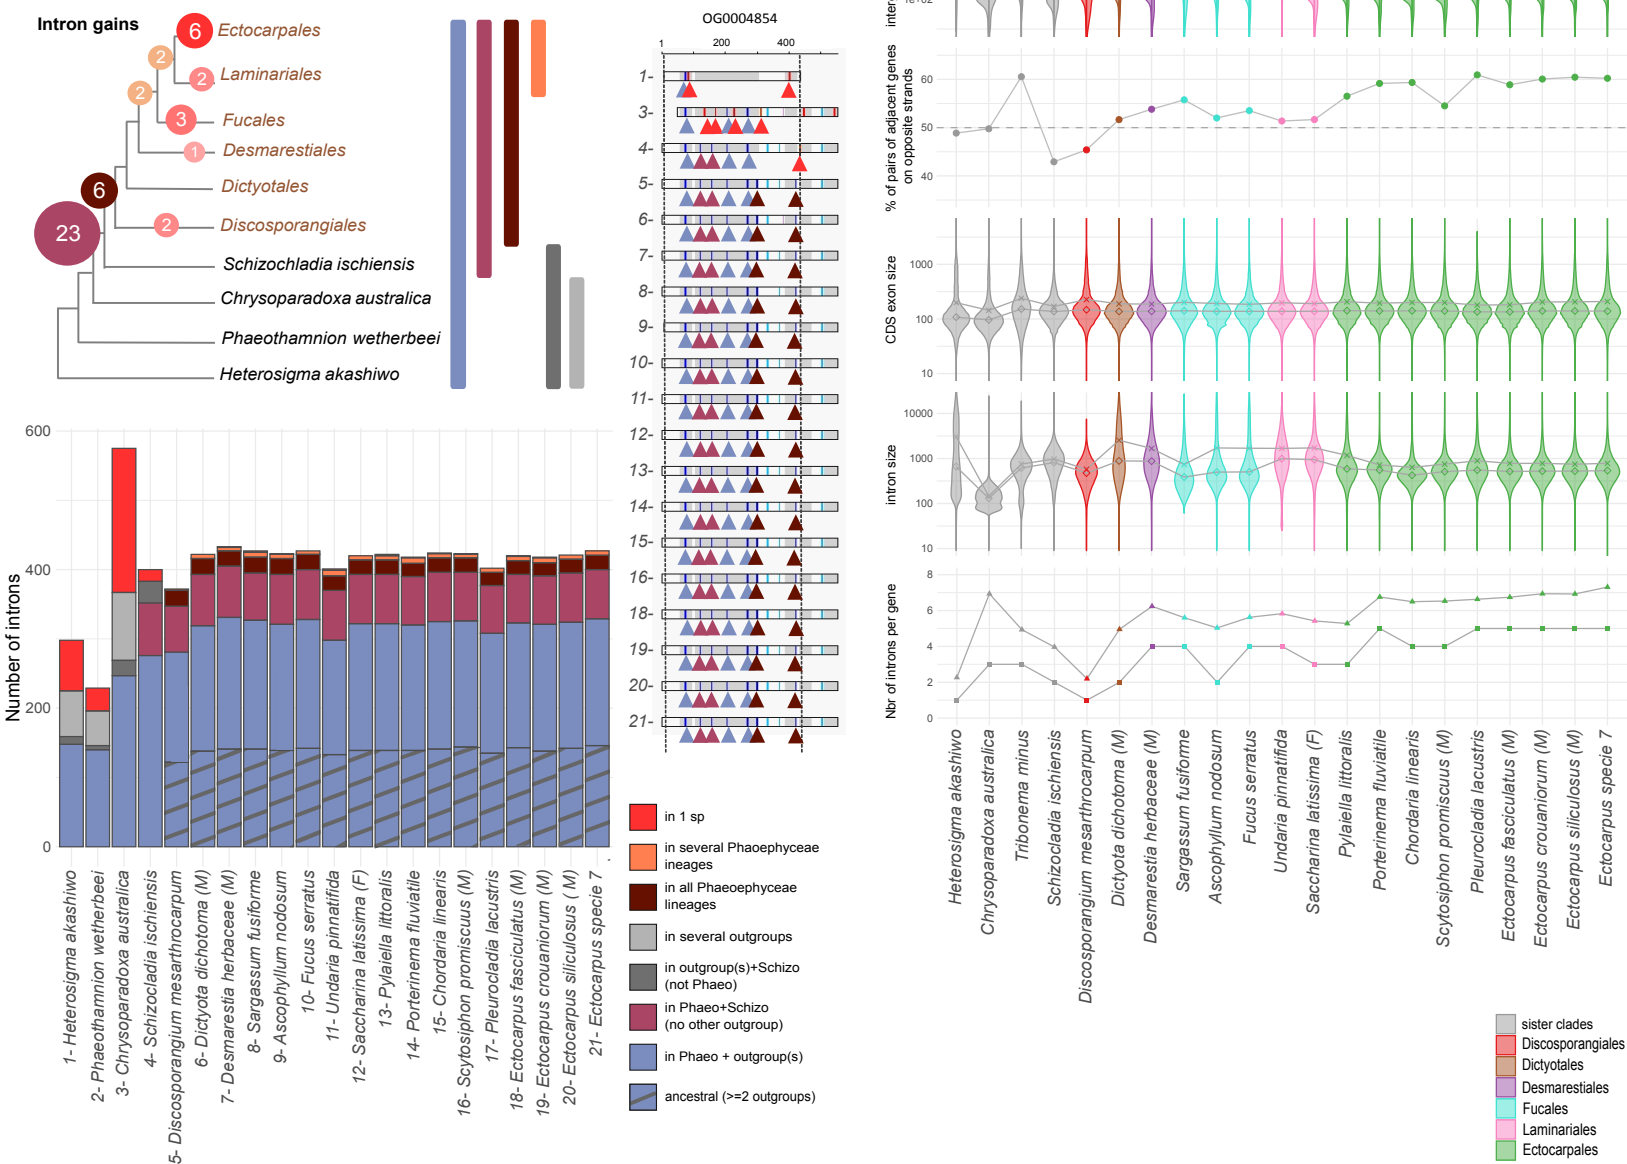 Intron gains
6
Ectocarpales
2
2
Laminariales
2
3
Fucales
1
Desmarestiales
6
Dictyotales
2
Discosporangiales
23
Schizochladia ischiensis
Chrysoparadoxa australica
Phaeothamnion wetherbeei
Heterosigma akashiwo
Number of introns
600
400
200
0
1- Heterosigma akashiwo
2- Phaeothamnion wetherbeei
3- Chrysoparadoxa australica
4- Schizocladia ischiensis
5- Discosporangium mesarthrocarpum
6- Dictyota dichotoma (M)
7- Desmarestia herbaceae (M)
8- Sargassum fusiforme
9- Ascophyllum nodosum
10- Fucus serratus
11- Undaria pinnatifida
12- Saccharina latissima (F)
13- Pylaiella littoralis
14- Porterinema fluviatile
15- Chordaria linearis
16- Scytosiphon promiscuus (M)
17- Pleurocladia lacustris
18- Ectocarpus fasciculatus (M)
19- Ectocarpus crouaniorum (M)
20- Ectocarpus siliculosus ( M)
21- Ectocarpus specie 7
OG0004854
1 200 400
1-
3-
4-
5-
6-
7-
8-
9-
10-
11-
12-
13-
14-
15-
16-
18-
19-
20-
21-
in 1 sp
in several Phaoephyceae
ineages
in all Phaeoephyceae
lineages
in several outgroups
in outgroup(s)+Schizo
(not Phaeo)
in Phaeo+Schizo
(no other outgroup)
in Phaeo + outgroup(s)
ancestral (>=2 outgroups)
% of pairs of adjacent genes
on opposite strands
60
50
40
CDS exon size
1000
100
10
intron size
10000
1000
100
10
Nbr of introns per gene
8
6
4
2
0
Heterosigma akashiwo
Chrysoparadoxa australica
Tribonema minus
Schizocladia ischiensis
Discosporangium mesarthrocarpum
Dictyota dichotoma (M)
Desmarestia herbaceae (M)
Sargassum fusiforme
Ascophyllum nodosum
Fucus serratus
Undaria pinnatifida
Saccharina latissima (F)
Pylaiella littoralis
Porterinema fluviatile
Chordaria linearis
Scytosiphon promiscuus (M)
Pleurocladia lacustris
Ectocarpus fasciculatus (M)
Ectocarpus crouaniorum (M)
Ectocarpus siliculosus (M)
Ectocarpus specie 7
sister clades
Discosporangiales
Dictyotales
Desmarestiales
Fucales
Laminariales
Ectocarpales